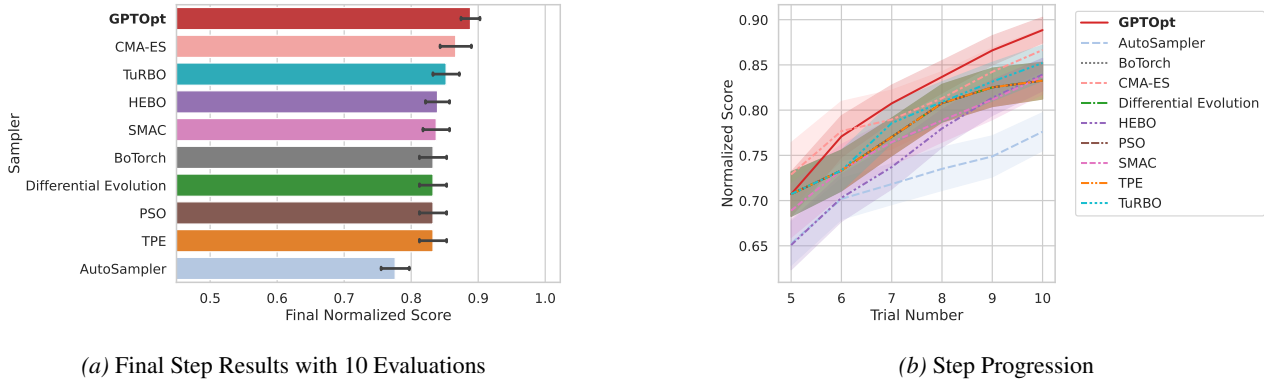 GPTOpt
CMA-ES
TuRBO
HEBO
SMAC
BoTorch
Differential Evolution
PSO
TPE
AutoSampler
Sampler
0.5 0.6 0.7 0.8 0.9 1.0
Final Normalized Score
(a) Final Step Results with 10 Evaluations
0.90
0.85
0.80
0.75
0.70
0.65
Normalized Score
5 6 7 8 9 10
Trial Number
GPTOpt
AutoSampler
BoTorch
CMA-ES
Differential Evolution
HEBO
PSO
SMAC
TPE
TuRBO
(b) Step Progression